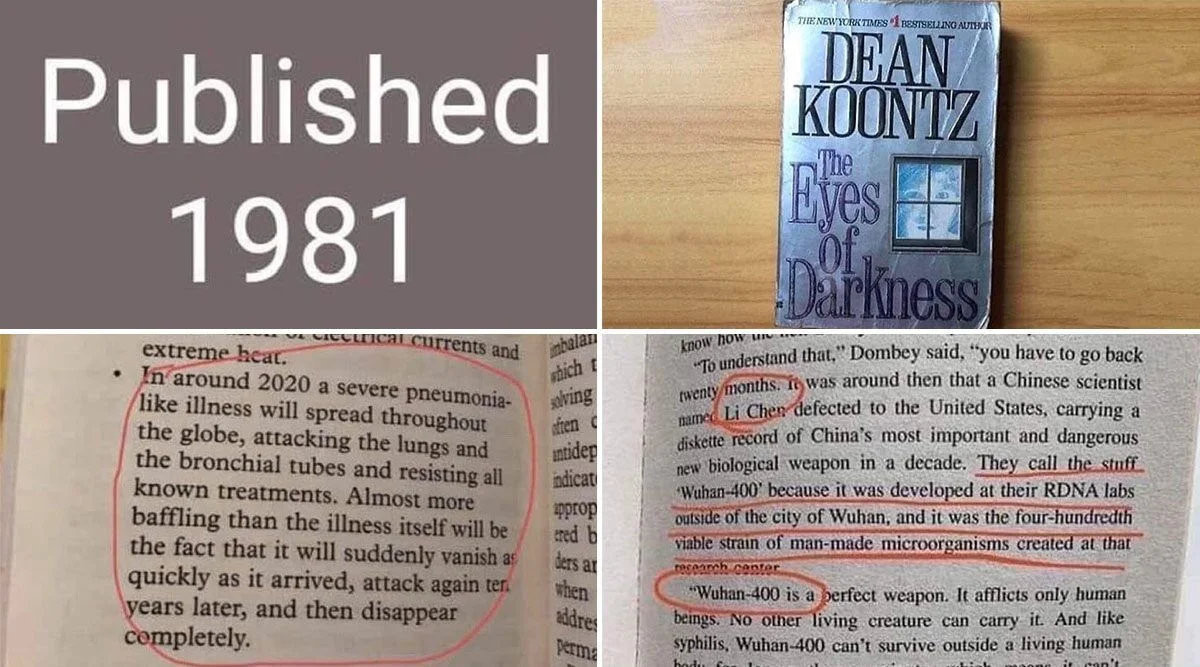 Published
1981
THE NEW YORK TIMES #1 BESTSELLING AUTHOR
DEAN
KOONTZ
The
Eyes
of
Darkness
electrical currents and
extreme heat.
• In around 2020 a severe pneumonia-
like illness will spread throughout
the globe, attacking the lungs and
the bronchial tubes and resisting all
known treatments. Almost more
baffling than the illness itself will be
the fact that it will suddenly vanish as
quickly as it arrived, attack again ten
years later, and then disappear
completely.
which
solving
often
when
know how
"To understand that," Dombey said, "you have to go back
twenty months. It was around then that a Chinese scientist
named Li Chen defected to the United States, carrying a
diskette record of China's most important and dangerous
new biological weapon in a decade. They call the stuff
'Wuhan-400' because it was developed at their RDNA labs
outside of the city of Wuhan, and it was the four-hundredth
viable strain of man-made microorganisms created at that
research center.
"Wuhan-400 is a perfect weapon. It afflicts only human
beings. No other living creature can carry it. And like
syphilis, Wuhan-400 can't survive outside a living human